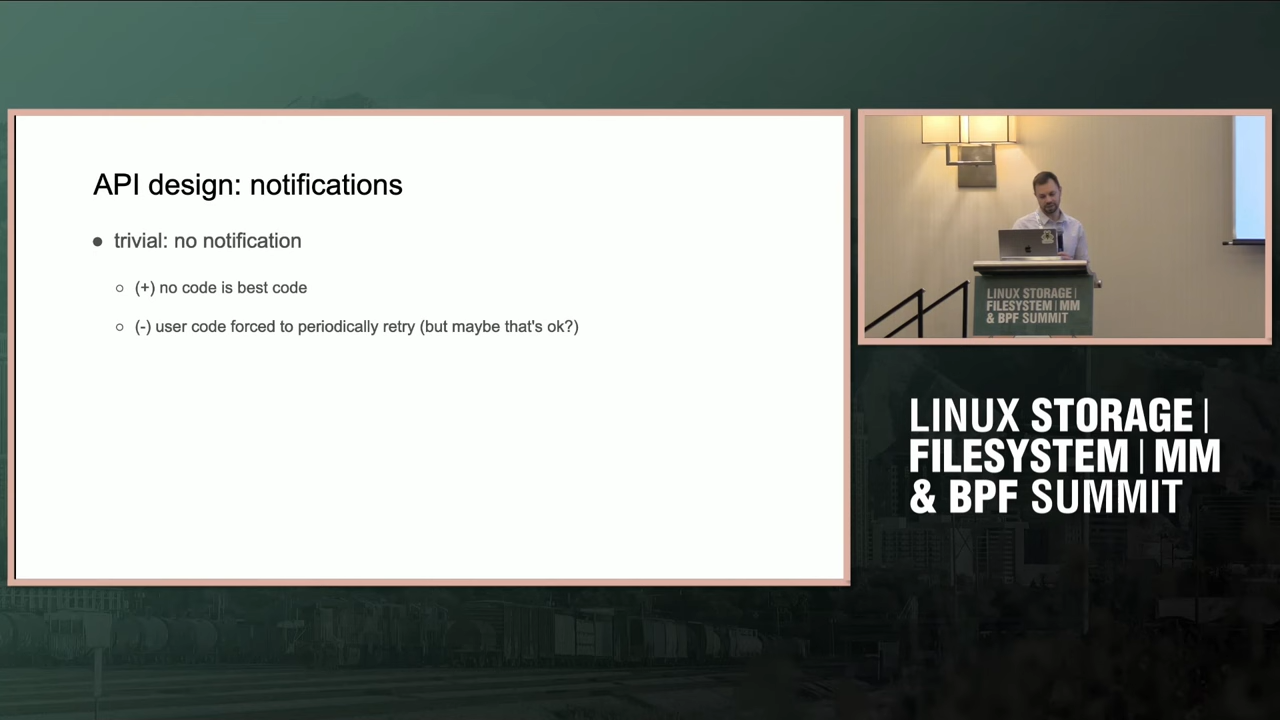 API design: notifications
● trivial: no notification
○ (+) no code is best code
○ (-) user code forced to periodically retry (but maybe that's ok?)
LINUX STORAGE |
FILESYSTEM | MM
& BPF SUMMIT
LINUX STORAGE |
FILESYSTEM | MM
& BPF SUMMIT